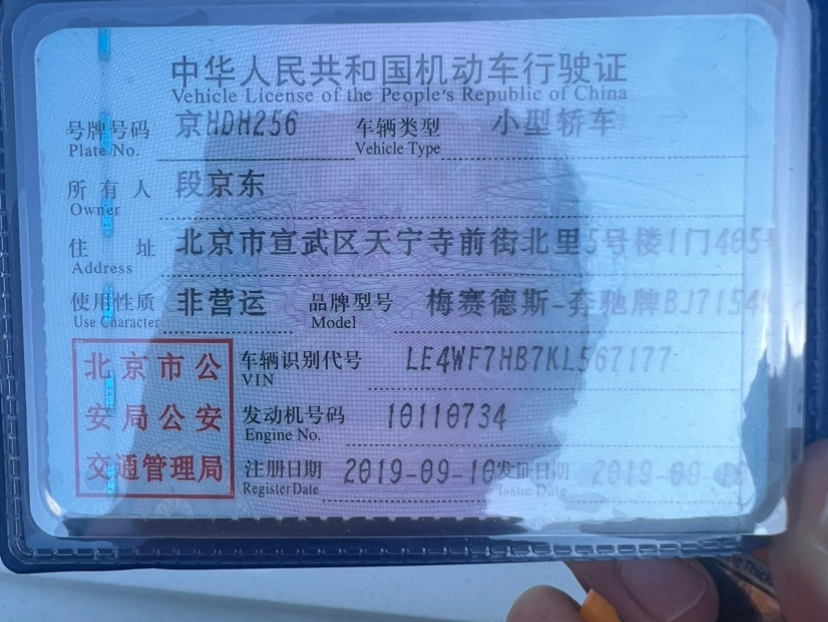 中华人民共和国机动车行驶证
Vehicle License of the People's Republic of China
号牌号码 京HDH256 车辆类型 小型轿车
Plate No. Vehicle Type
所有人 段京东
Owner
住址 北京市宣武区天宁寺前街北里5号楼1门405
Address
使用性质 非营运 品牌型号 梅赛德斯-奔驰牌BJ7154
Use Character Model
北京市公安局公安交通管理局
车辆识别代号 LE4WF7HB7KL567177
VIN
发动机号码 10110734
Engine No.
注册日期 2019-09-10 发证日期 2019-09-
Register Date Issue Date